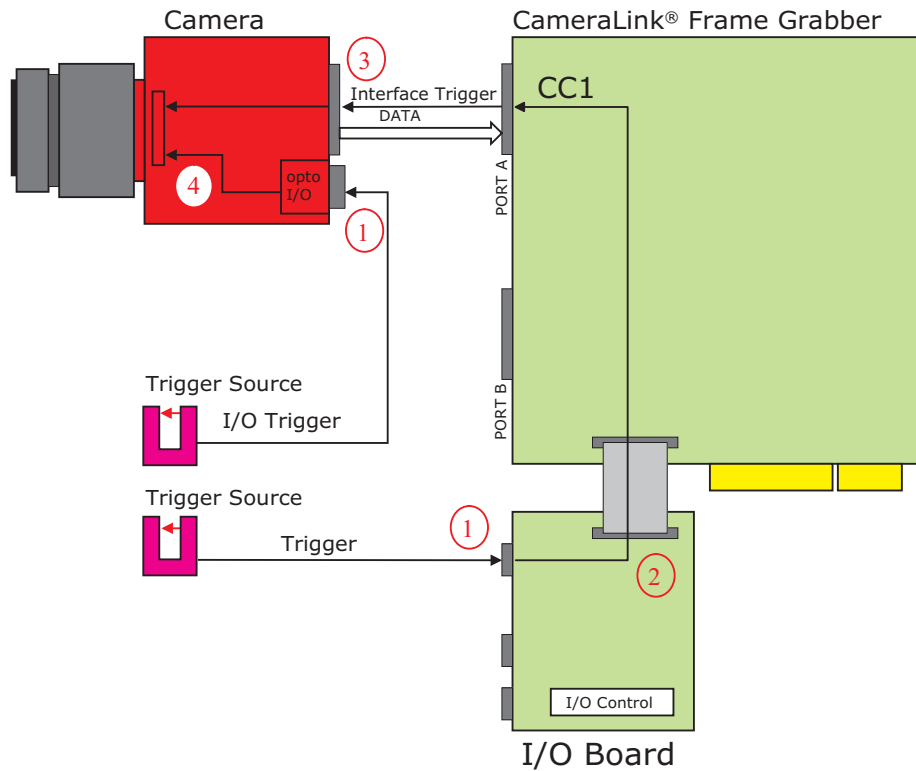 Camera
CameraLink® Frame Grabber
3
Interface Trigger
CC1
DATA
opto
I/O
4
PORT A
1
Trigger Source
I/O Trigger
PORT B
Trigger Source
1
Trigger
2
I/O Control
I/O Board